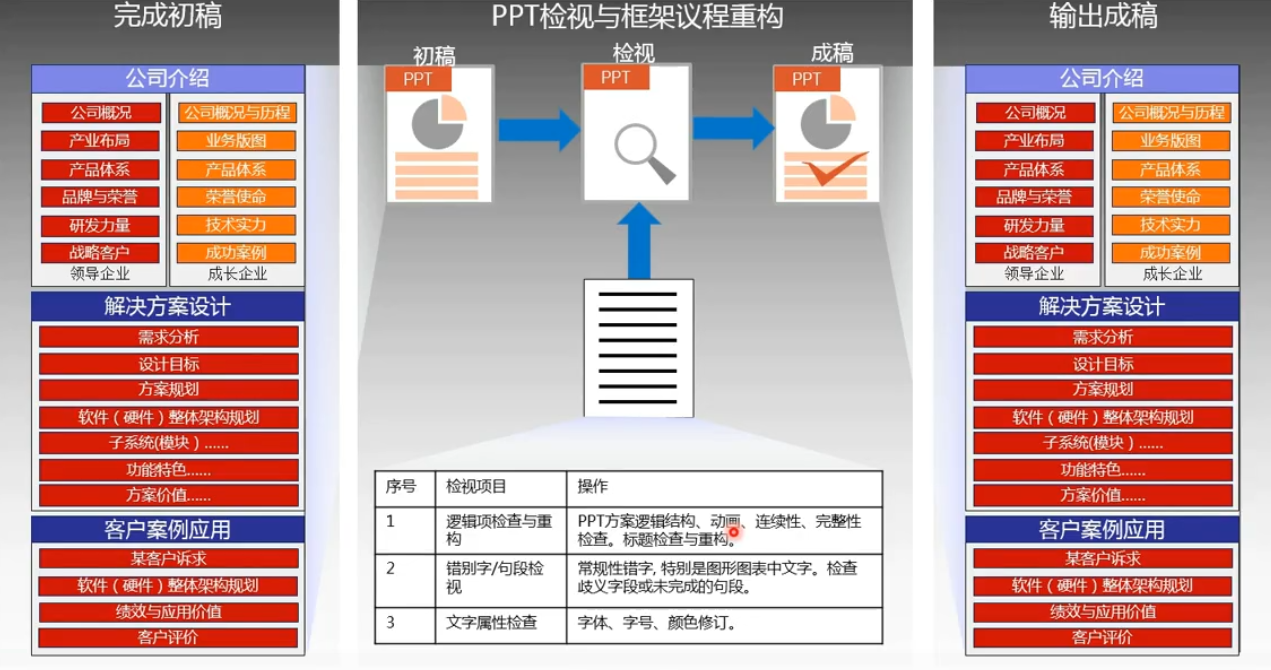 完成初稿
公司介绍
公司概况
产业布局
产品体系
品牌与荣誉
研发力量
战略客户
领导企业
公司概况与历程
业务版图
产品体系
荣誉使命
技术实力
成功案例
成长企业
解决方案设计
需求分析
设计目标
方案规划
软件（硬件）整体架构规划
子系统(模块）......
功能特色......
方案价值......
客户案例应用
某客户诉求
软件（硬件）整体架构规划
绩效与应用价值
客户评价
PPT检视与框架议程重构
初稿
检视
成稿
PPT
PPT
PPT
序号 检视项目 操作
1 逻辑项检查与重构 PPT方案逻辑结构、动画、连续性、完整性
检查。标题检查与重构。
2 错别字/句段检视 常规性错字, 特别是图形图表中文字。检查
歧义字段或未完成的句段。
3 文字属性检查 字体、字号、颜色修订。
输出成稿
公司介绍
公司概况
产业布局
产品体系
品牌与荣誉
研发力量
战略客户
领导企业
公司概况与历程
业务版图
产品体系
荣誉使命
技术实力
成功案例
成长企业
解决方案设计
需求分析
设计目标
方案规划
软件（硬件）整体架构规划
子系统(模块）......
功能特色......
方案价值......
客户案例应用
某客户诉求
软件（硬件）整体架构规划
绩效与应用价值
客户评价